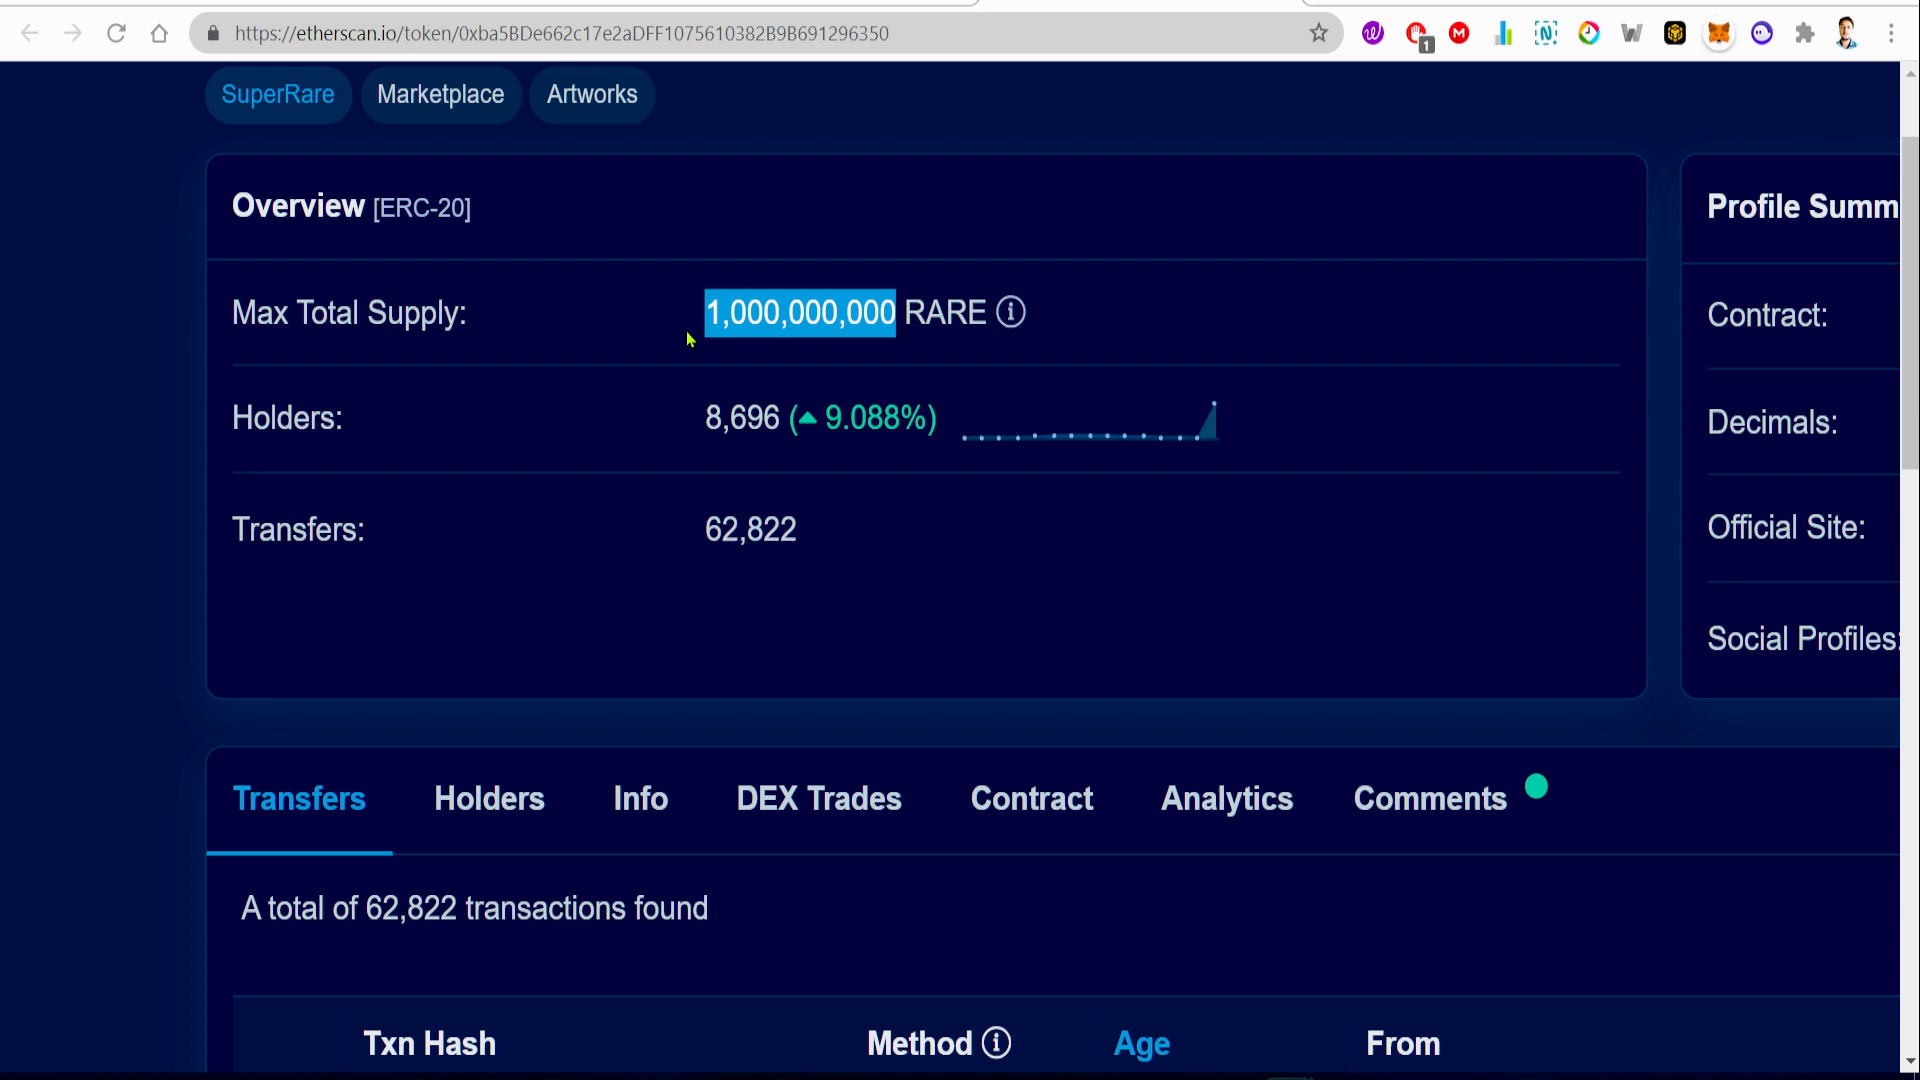 https://etherscan.io/token/0xba5BDe662c17e2aDFF1075610382B9B691296350
1
SuperRare Marketplace Artworks
Overview [ERC-20]
Profile Summ
Max Total Supply: 1,000,000,000 RARE
Contract:
Holders: 8,696 (▲ 9.088%)
Decimals:
Transfers: 62,822
Official Site:
Social Profiles:
Transfers Holders Info DEX Trades Contract Analytics Comments
A total of 62,822 transactions found
Txn Hash Method Age From